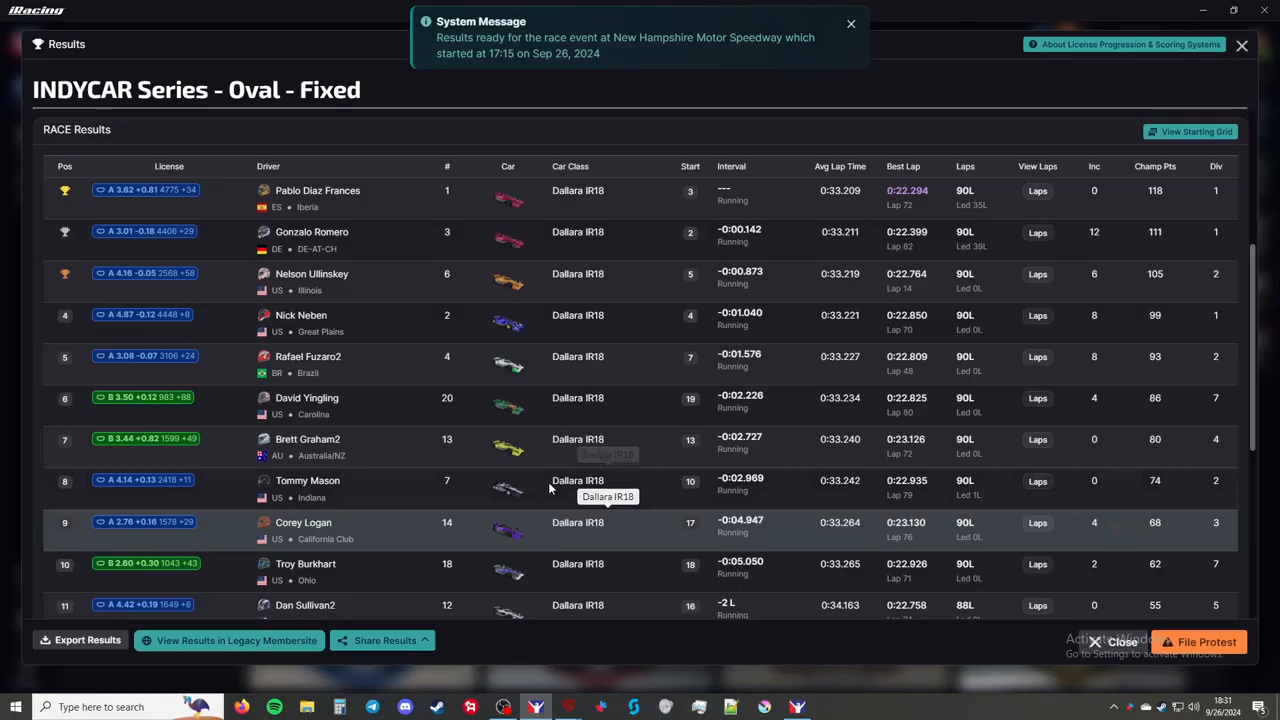 iRacing
System Message
Results ready for the race event at New Hampshire Motor Speedway which
started at 17:15 on Sep 26, 2024
Results
About License Progression & Scoring Systems
INDYCAR Series - Oval - Fixed
RACE Results
View Starting Grid
Pos License Driver # Car Car Class Start Interval Avg Lap Time Best Lap Laps View Laps Inc Champ Pts Div
A 3.62 +0.81 4775 +34 Pablo Diaz Frances 1 Dallara IR18 3 --- 0:33.209 0:22.294 90L Laps 0 118 1
ES • Iberia Running Lap 72 Led 35L
A 3.01 -0.18 4406 +29 Gonzalo Romero 3 Dallara IR18 2 -0:00.142 0:33.211 0:22.399 90L Laps 12 111 1
DE • DE-AT-CH Running Lap 82 Led 39L
A 4.16 -0.05 2568 +58 Nelson Ullinskey 6 Dallara IR18 5 -0:00.873 0:33.219 0:22.764 90L Laps 6 105 2
US • Illinois Running Lap 14 Led 0L
4 A 4.87 -0.12 4448 +8 Nick Neben 2 Dallara IR18 4 -0:01.040 0:33.221 0:22.850 90L Laps 8 99 1
US • Great Plains Running Lap 70 Led 0L
5 A 3.08 -0.07 3106 +24 Rafael Fuzaro2 4 Dallara IR18 7 -0:01.576 0:33.227 0:22.809 90L Laps 8 93 2
BR • Brazil Running Lap 48 Led 0L
6 B 3.50 +0.12 983 +88 David Yingling 20 Dallara IR18 19 -0:02.226 0:33.234 0:22.825 90L Laps 4 86 7
US • Carolina Running Lap 80 Led 0L
7 B 3.44 +0.82 1599 +49 Brett Graham2 13 Dallara IR18 13 -0:02.727 0:33.240 0:23.126 90L Laps 0 80 4
AU • Australia/NZ Dallara IR18 Running Lap 72 Led 0L
8 A 4.14 +0.13 2418 +11 Tommy Mason 7 Dallara IR18 10 -0:02.969 0:33.242 0:22.935 90L Laps 0 74 2
US • Indiana Dallara IR18 Running Lap 79 Led 1L
9 A 2.76 +0.16 1578 +29 Corey Logan 14 Dallara IR18 17 -0:04.947 0:33.264 0:23.130 90L Laps 4 68 3
US • California Club Running Lap 76 Led 0L
10 B 2.60 +0.30 1043 +43 Troy Burkhart 18 Dallara IR18 18 -0:05.050 0:33.265 0:22.926 90L Laps 2 62 7
US • Ohio Running Lap 71 Led 0L
11 A 4.42 +0.19 1649 +6 Dan Sullivan2 12 Dallara IR18 16 -2 L 0:34.163 0:22.758 88L Laps 0 55 5
Export Results View Results in Legacy Membersite Share Results Close File Protest
Go to Settings to activate Windows.
Type here to search
18:31
9/26/2024